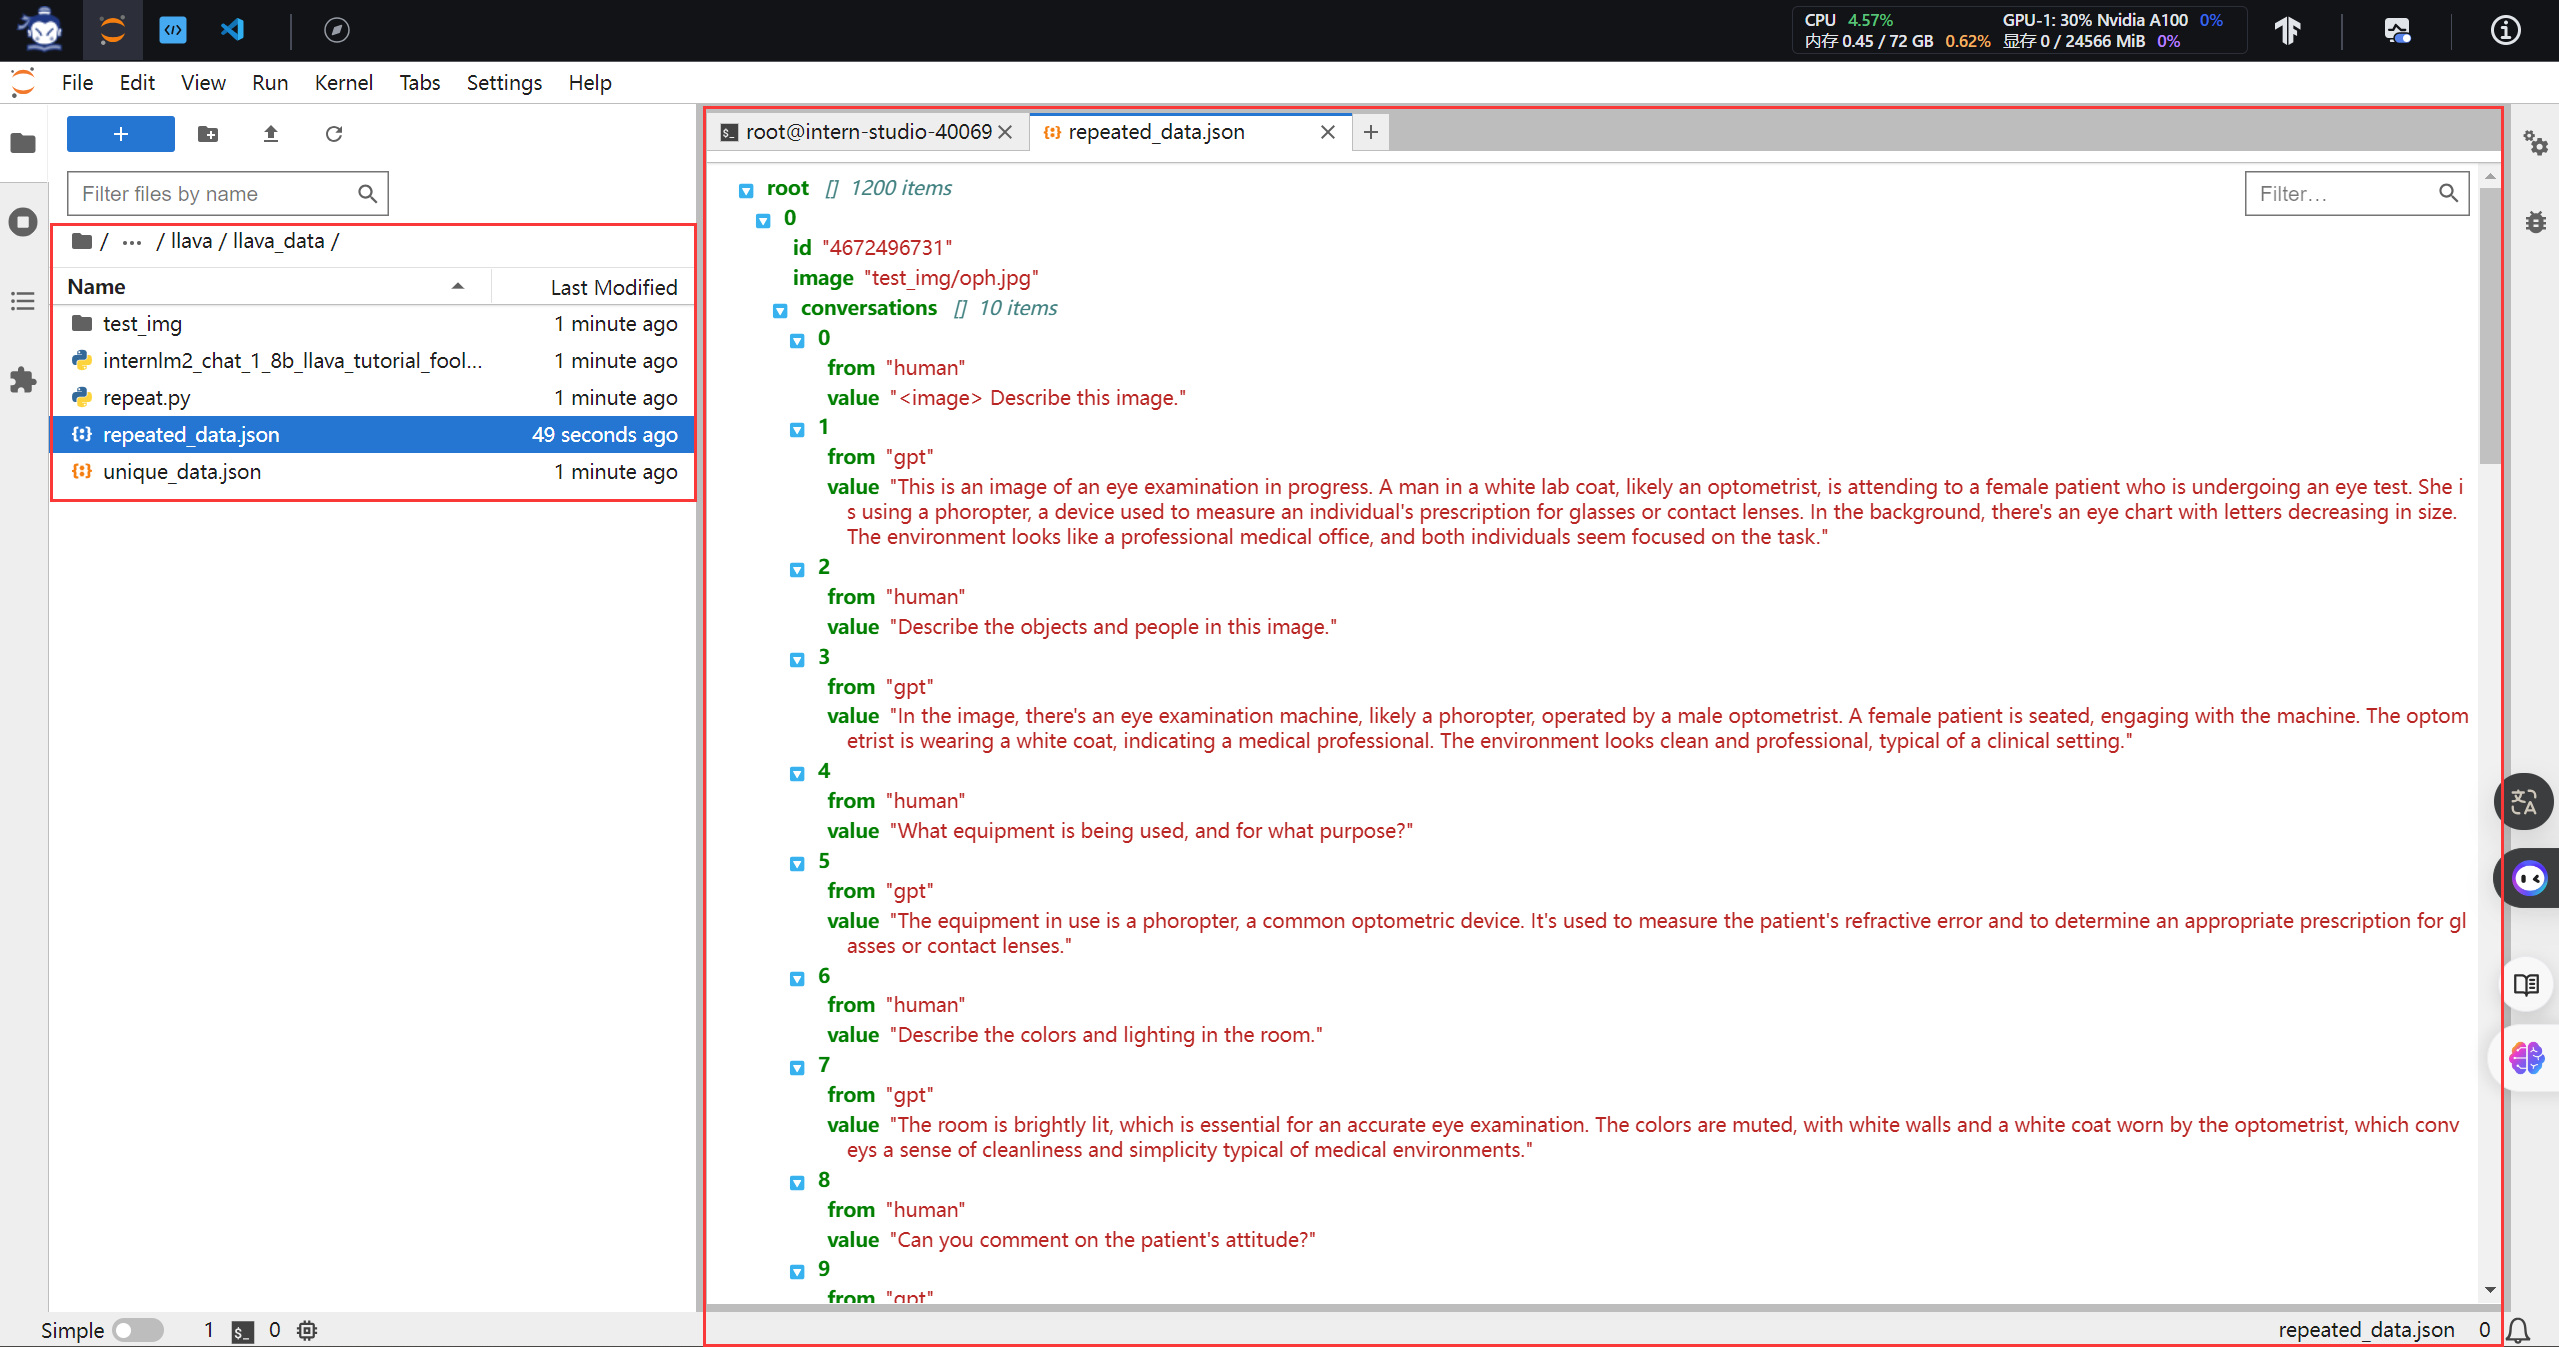 CPU 4.57% GPU-1: 30% Nvidia A100 0%
内存 0.45 / 72 GB 0.62% 显存 0 / 24566 MiB 0%
File Edit View Run Kernel Tabs Settings Help
Filter files by name
/ ··· / llava / llava_data /
Name Last Modified
test_img 1 minute ago
internlm2_chat_1_8b_llava_tutorial_fool... 1 minute ago
repeat.py 1 minute ago
repeated_data.json 49 seconds ago
unique_data.json 1 minute ago
root@intern-studio-40069 repeated_data.json
Filter...
root [] 1200 items
0
id "4672496731"
image "test_img/oph.jpg"
conversations [] 10 items
0
from "human"
value "<image> Describe this image."
1
from "gpt"
value "This is an image of an eye examination in progress. A man in a white lab coat, likely an optometrist, is attending to a female patient who is undergoing an eye test. She i
s using a phoropter, a device used to measure an individual's prescription for glasses or contact lenses. In the background, there's an eye chart with letters decreasing in size.
The environment looks like a professional medical office, and both individuals seem focused on the task."
2
from "human"
value "Describe the objects and people in this image."
3
from "gpt"
value "In the image, there's an eye examination machine, likely a phoropter, operated by a male optometrist. A female patient is seated, engaging with the machine. The optom
etrist is wearing a white coat, indicating a medical professional. The environment looks clean and professional, typical of a clinical setting."
4
from "human"
value "What equipment is being used, and for what purpose?"
5
from "gpt"
value "The equipment in use is a phoropter, a common optometric device. It's used to measure the patient's refractive error and to determine an appropriate prescription for gl
asses or contact lenses."
6
from "human"
value "Describe the colors and lighting in the room."
7
from "gpt"
value "The room is brightly lit, which is essential for an accurate eye examination. The colors are muted, with white walls and a white coat worn by the optometrist, which conv
eys a sense of cleanliness and simplicity typical of medical environments."
8
from "human"
value "Can you comment on the patient's attitude?"
9
from "gpt"
Simple 1 0 repeated_data.json 0